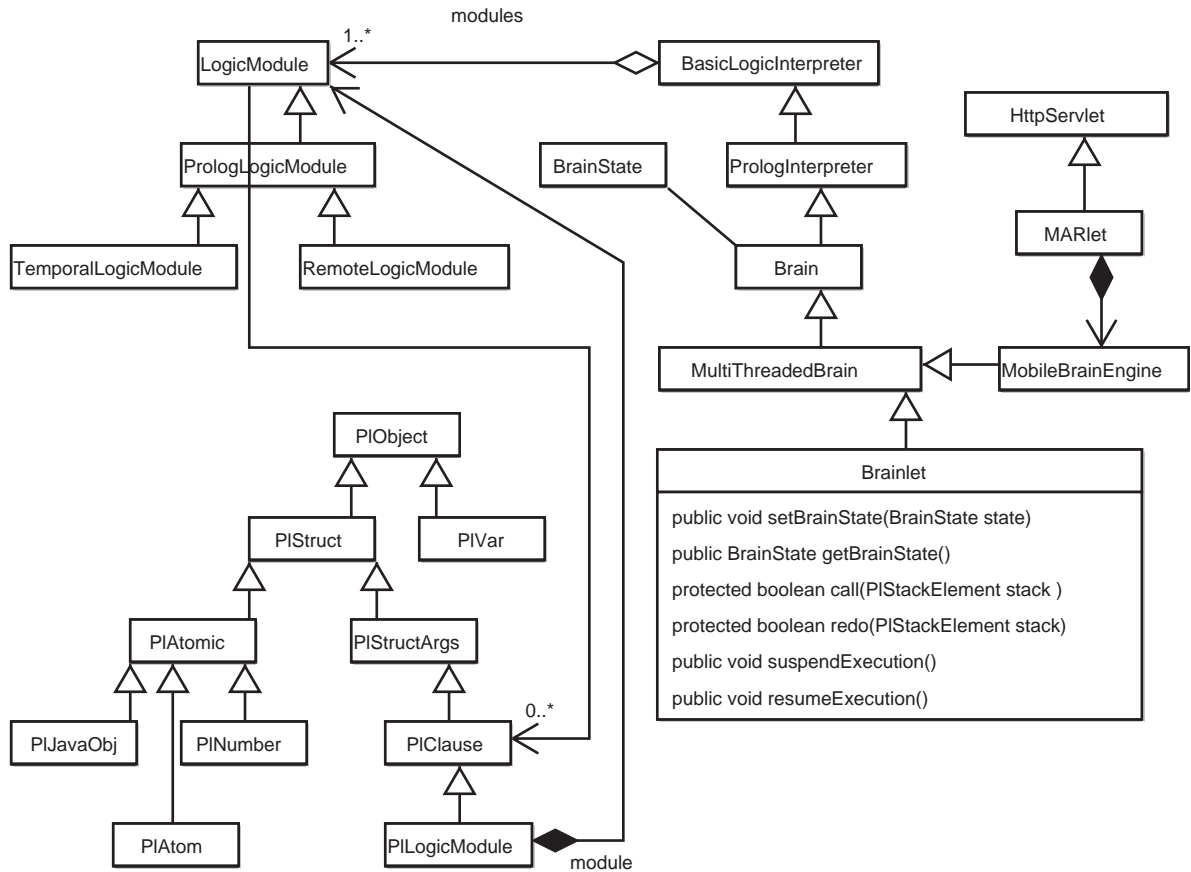 modules
1..*
LogicModule
BasicLogicInterpreter
HttpServlet
PrologLogicModule
BrainState
PrologInterpreter
MARlet
TemporalLogicModule
RemoteLogicModule
Brain
MultiThreadedBrain
MobileBrainEngine
PlObject
Brainlet
public void setBrainState(BrainState state)
public BrainState getBrainState()
protected boolean call(PlStackElement stack )
protected boolean redo(PlStackElement stack)
public void suspendExecution()
public void resumeExecution()
PlStruct
PlVar
PlAtomic
PlStructArgs
0..*
PlJavaObj
PlNumber
PlClause
PlAtom
PlLogicModule
module